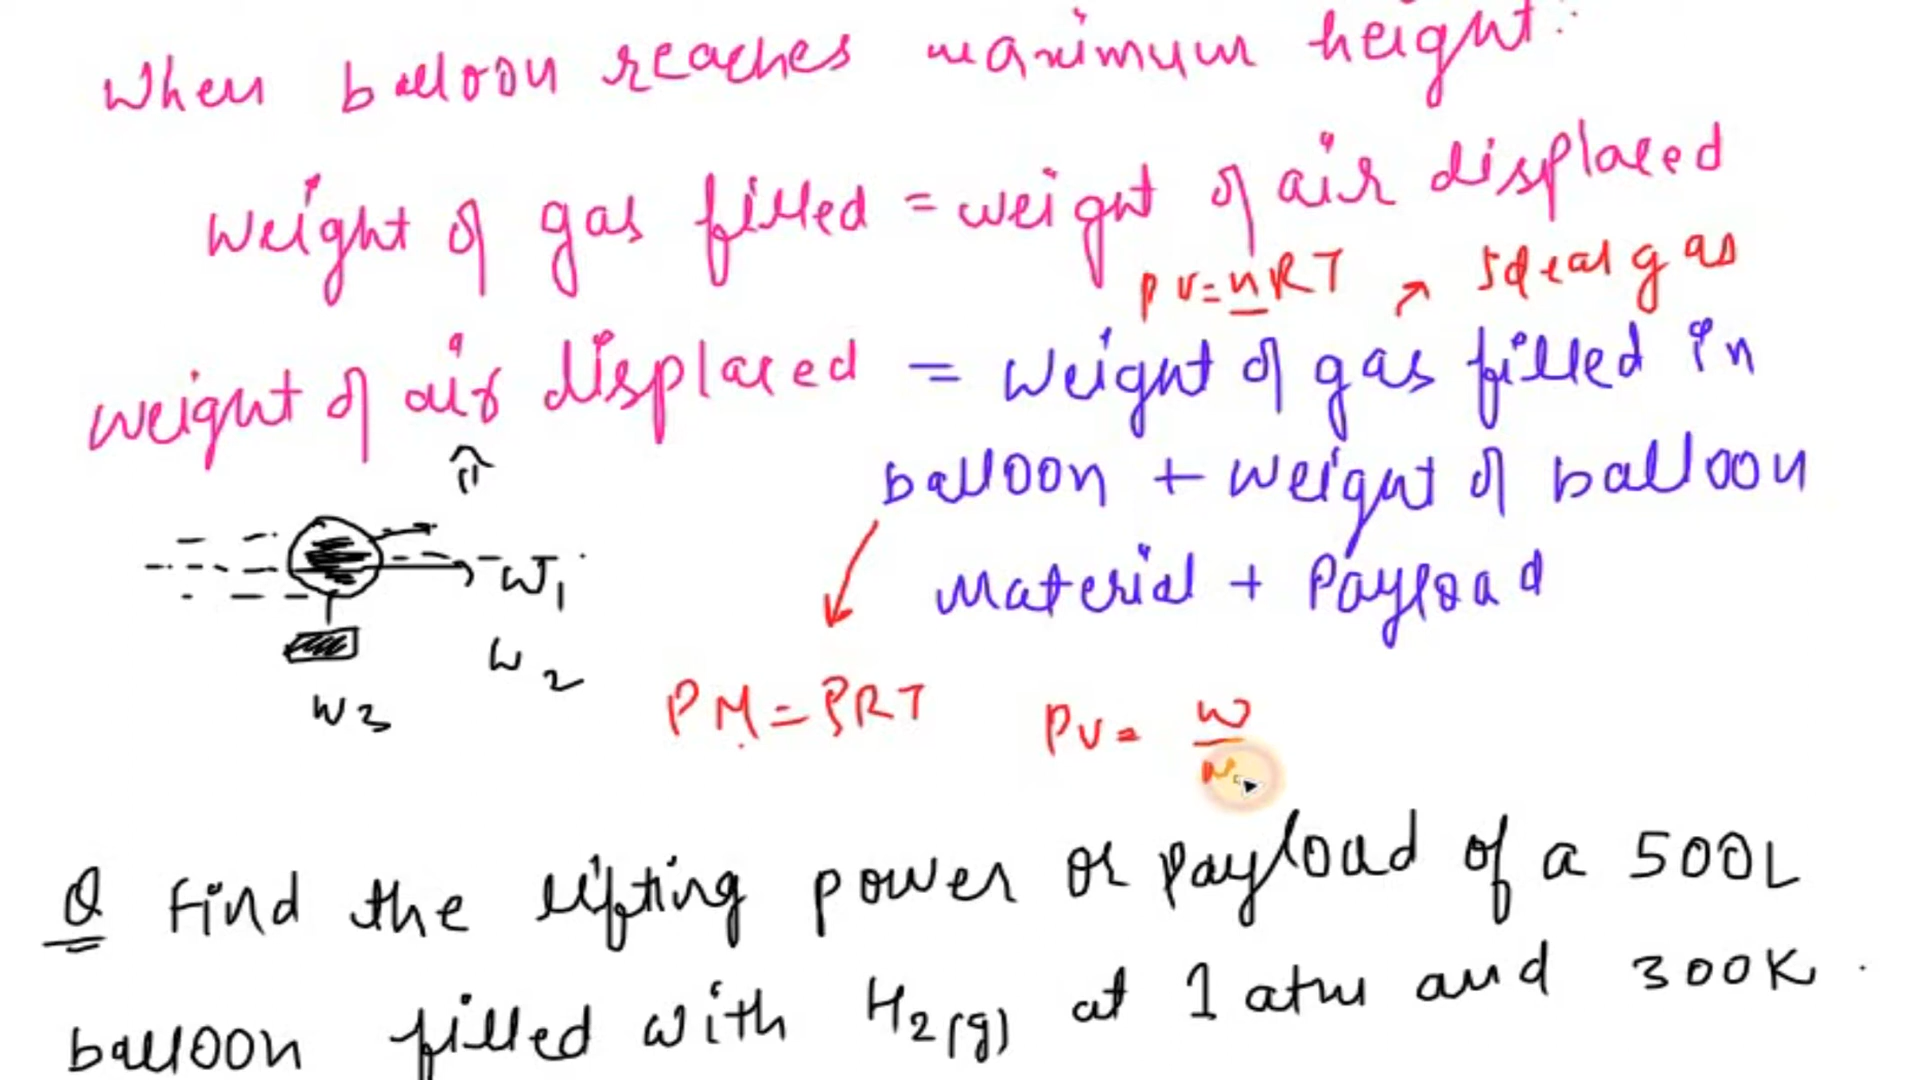 When balloon reaches maximum height:
weight of gas filled = weight of air displaced
PV = nRT → Ideal gas
weight of air displaced = weight of gas filled in
balloon + weight of balloon
material + Payload
W1
W2
W3
PM = ρRT PV = w
Q Find the lifting power or payload of a 500L
balloon filled with H2(g) at 1 atm and 300K.